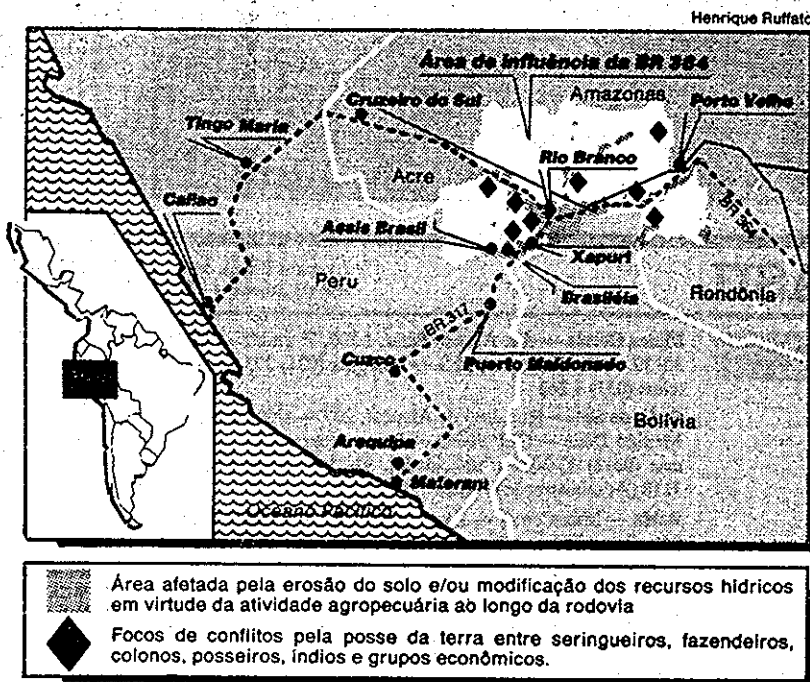 Henrique Ruffato
Área de Influência da BR 364
Amazonas
Cruzeiro do Sul
Porto Velho
Tingo Maria
Rio Branco
Acre
Callao
BR 364
Assis Brasil
Xapuri
Peru
Brasiléia
Rondônia
BR 317
Puerto Maldonado
Cuzco
Bolívia
Arequipa
Matarani
Oceano Pacífico
Área afetada pela erosão do solo e/ou modificação dos recursos hídricos
em virtude da atividade agropecuária ao longo da rodovia
Focos de conflitos pela posse da terra entre seringueiros, fazendeiros,
colonos, posseiros, índios e grupos econômicos.